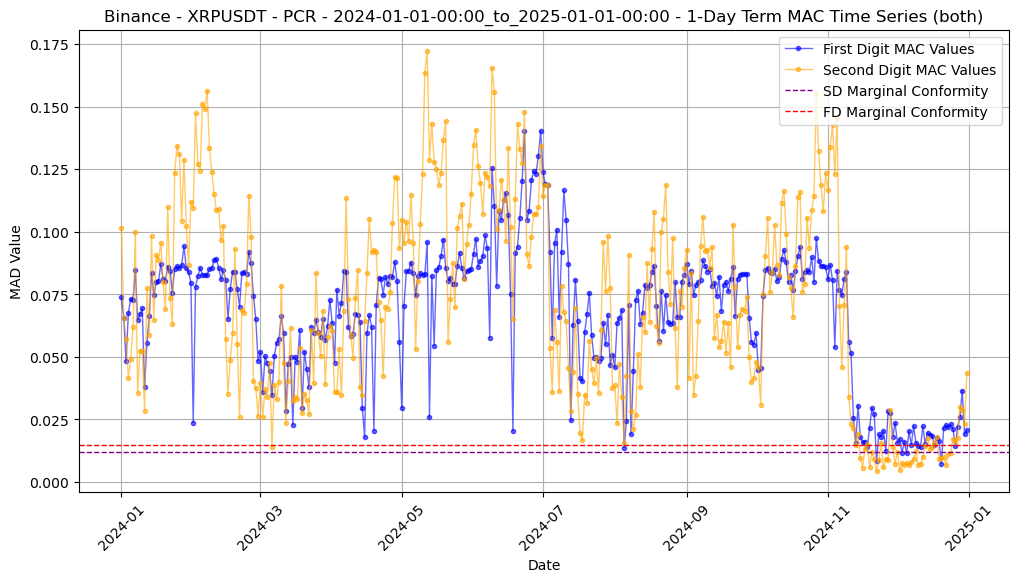 Binance - XRPUSDT - PCR - 2024-01-01-00:00_to_2025-01-01-00:00 - 1-Day Term MAC Time Series (both)
First Digit MAC Values
Second Digit MAC Values
SD Marginal Conformity
FD Marginal Conformity
MAD Value
0.175
0.150
0.125
0.100
0.075
0.050
0.025
0.000
2024-01
2024-03
2024-05
2024-07
2024-09
2024-11
2025-01
Date